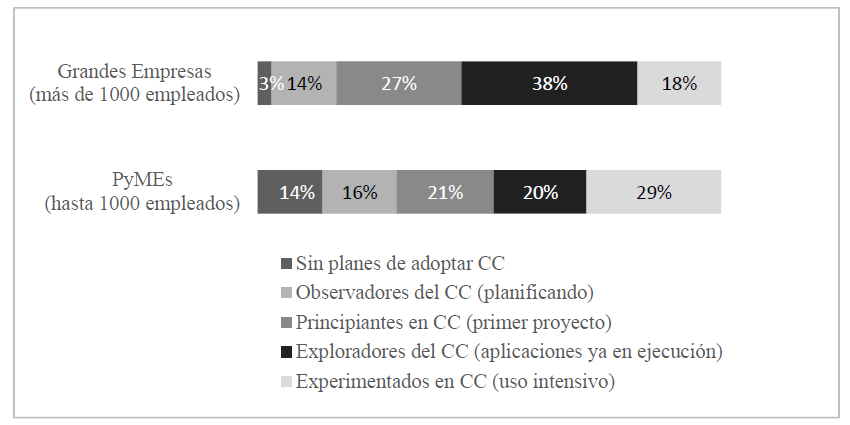 Grandes Empresas
(más de 1000 empleados)
3% 14% 27% 38% 18%
PyMEs
(hasta 1000 empleados)
14% 16% 21% 20% 29%
Sin planes de adoptar CC
Observadores del CC (planificando)
Principiantes en CC (primer proyecto)
Exploradores del CC (aplicaciones ya en ejecución)
Experimentados en CC (uso intensivo)